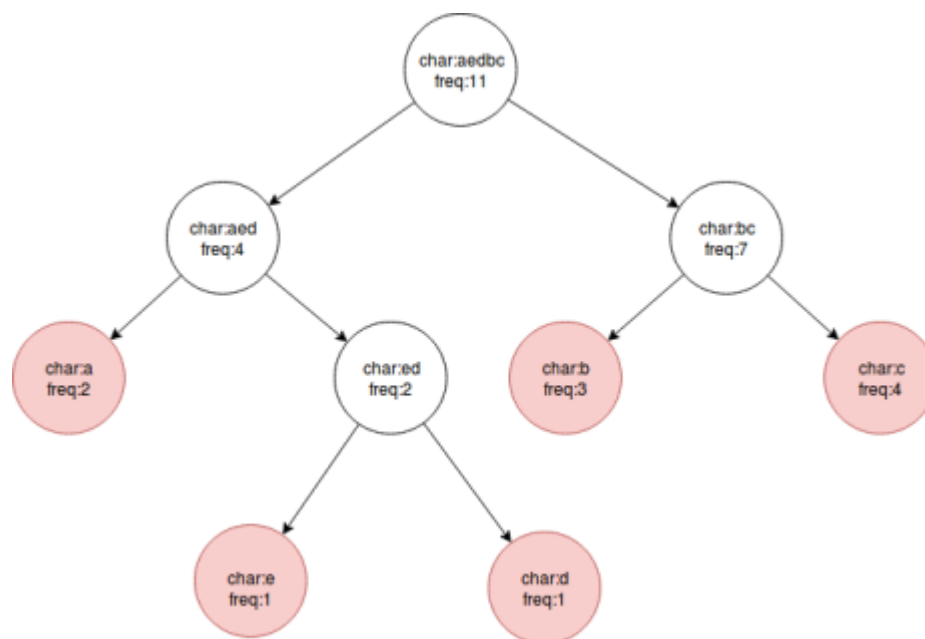 char:aedbc
freq:11
char:aed
freq:4
char:bc
freq:7
char:a
freq:2
char:ed
freq:2
char:b
freq:3
char:c
freq:4
char:e
freq:1
char:d
freq:1